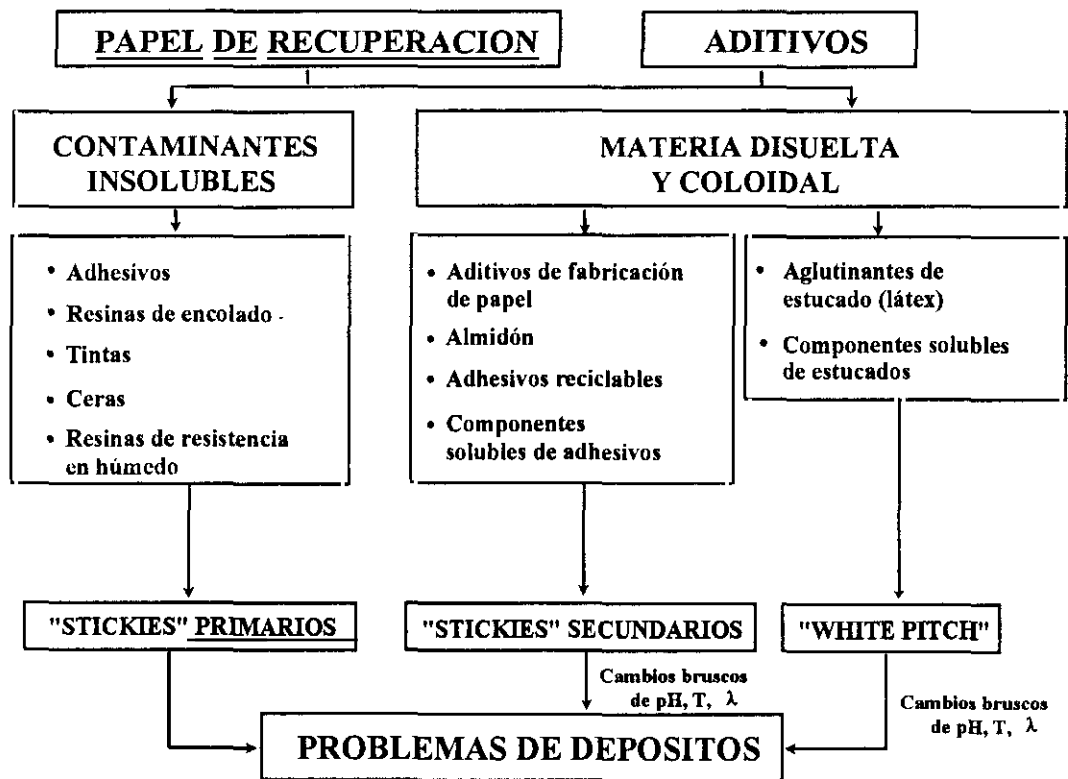 PAPEL DE RECUPERACION
ADITIVOS
CONTAMINANTES
INSOLUBLES
MATERIA DISUELTA
Y COLOIDAL
• Adhesivos
• Resinas de encolado -
• Tintas
• Ceras
• Resinas de resistencia
en húmedo
• Aditivos de fabricación
de papel
• Almidón
• Adhesivos reciclables
• Componentes
solubles de adhesivos
• Aglutinantes de
estucado (látex)
• Componentes solubles
de estucados
"STICKIES" PRIMARIOS
"STICKIES" SECUNDARIOS
"WHITE PITCH"
Cambios bruscos
de pH, T, λ
Cambios bruscos
de pH, T, λ
PROBLEMAS DE DEPOSITOS